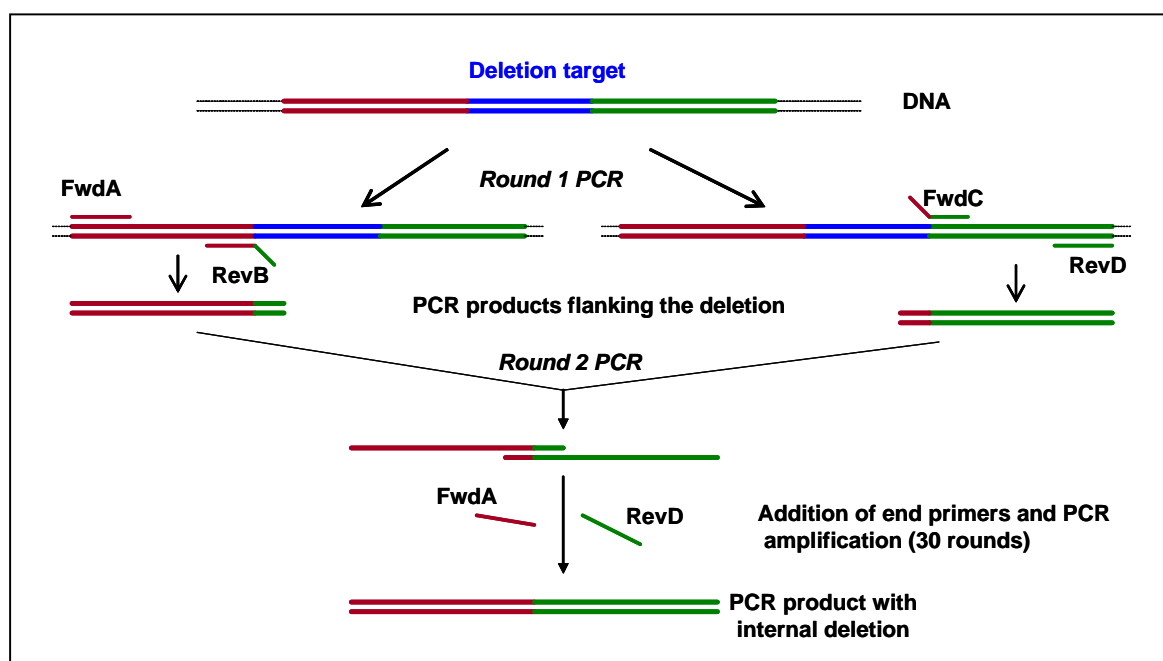 Deletion target
DNA
Round 1 PCR
FwdA
FwdC
RevB
RevD
PCR products flanking the deletion
Round 2 PCR
FwdA
RevD
Addition of end primers and PCR
amplification (30 rounds)
PCR product with
internal deletion